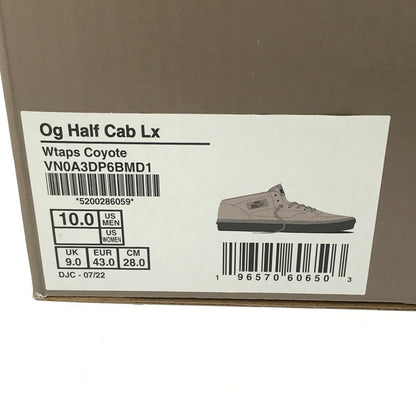 Og Half Cab Lx
Wtaps Coyote
VN0A3DP6BMD1
*5200286059*
10.0 US MEN
US WOMEN
UK 9.0 EUR 43.0 CM 28.0
DJC - 07/22
1 96570 60650 3